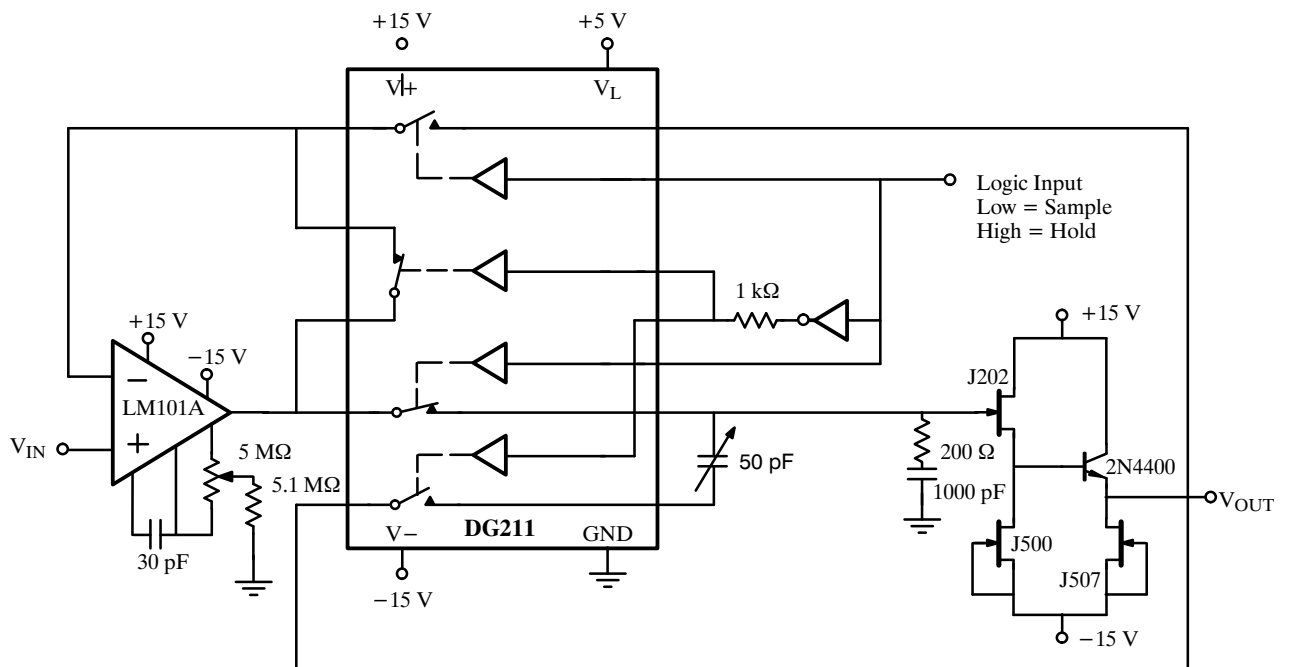 +15 V
+5 V
V+
VL
Logic Input
Low = Sample
High = Hold
1 kΩ
+15 V
+15 V
−15 V
J202
−
LM101A
+
VIN
5 MΩ
5.1 MΩ
50 pF
200 Ω
1000 pF
2N4400
VOUT
V−
DG211
GND
J500
J507
30 pF
−15 V
−15 V